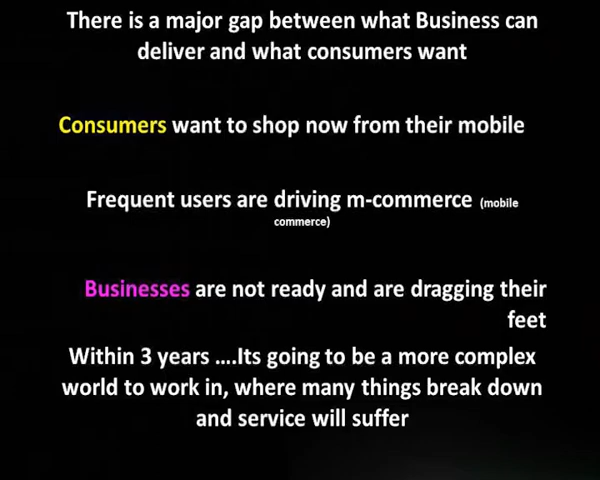 There is a major gap between what Business can
deliver and what consumers want
Consumers want to shop now from their mobile
Frequent users are driving m-commerce (mobile
commerce)
Businesses are not ready and are dragging their
feet
Within 3 years ....Its going to be a more complex
world to work in, where many things break down
and service will suffer